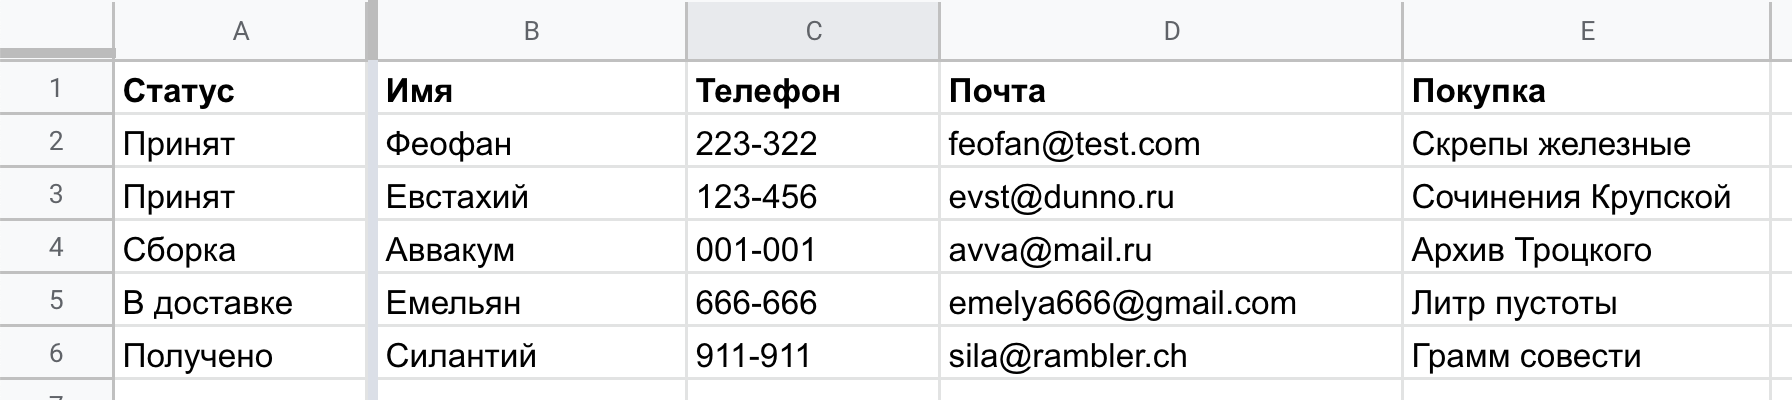 A B C D E
1 Статус Имя Телефон Почта Покупка
2 Принят Феофан 223-322 feofan@test.com Скрепы железные
3 Принят Евстахий 123-456 evst@dunno.ru Сочинения Крупской
4 Сборка Аввакум 001-001 avva@mail.ru Архив Троцкого
5 В доставке Емельян 666-666 emelya666@gmail.com Литр пустоты
6 Получено Силантий 911-911 sila@rambler.ch Грамм совести